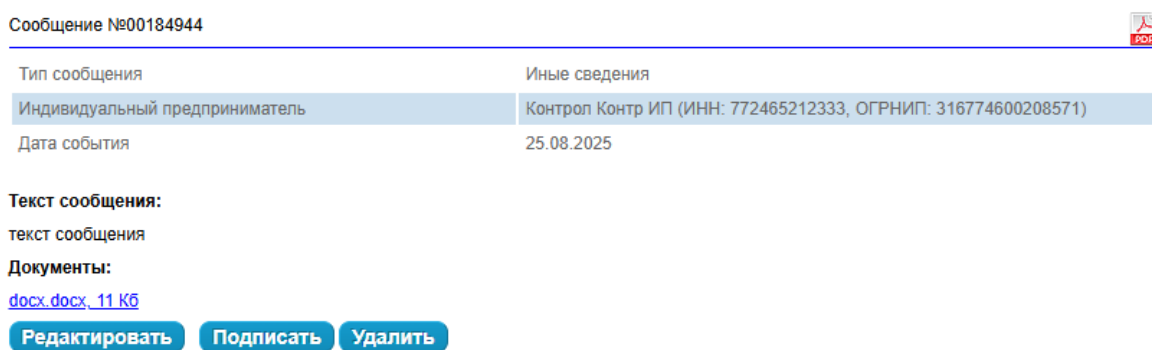 Сообщение №00184944
PDF
Тип сообщения Иные сведения
Индивидуальный предприниматель Контрол Контр ИП (ИНН: 772465212333, ОГРНИП: 316774600208571)
Дата события 25.08.2025
Текст сообщения:
текст сообщения
Документы:
docx.docx, 11 Кб
Редактировать Подписать Удалить